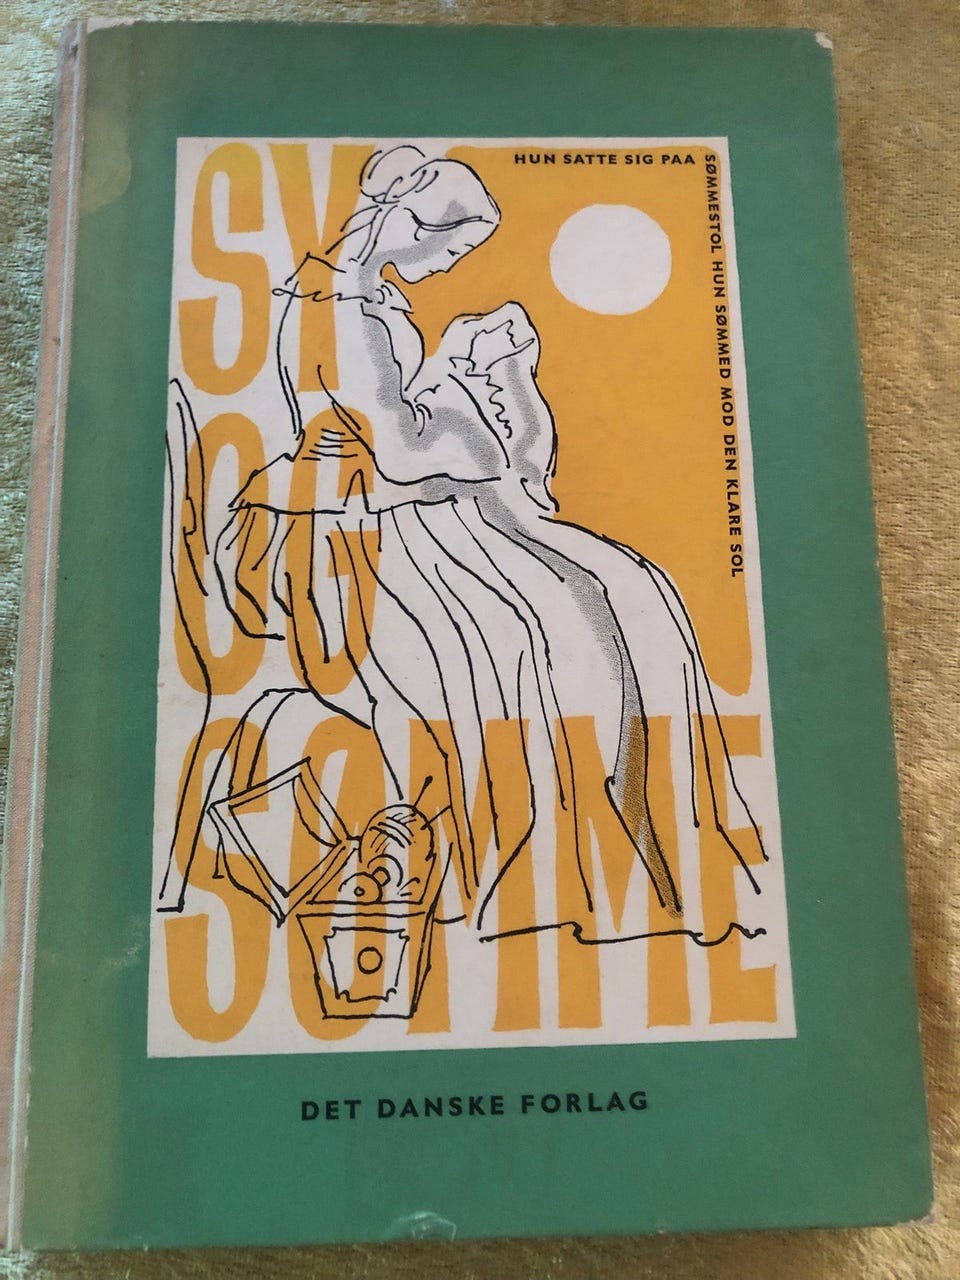 HUN SATTE SIG PAA
SØMMESTOL HUN SØMMED MOD DEN KLARE SOL
SY
OG
SØMME
DET DANSKE FORLAG